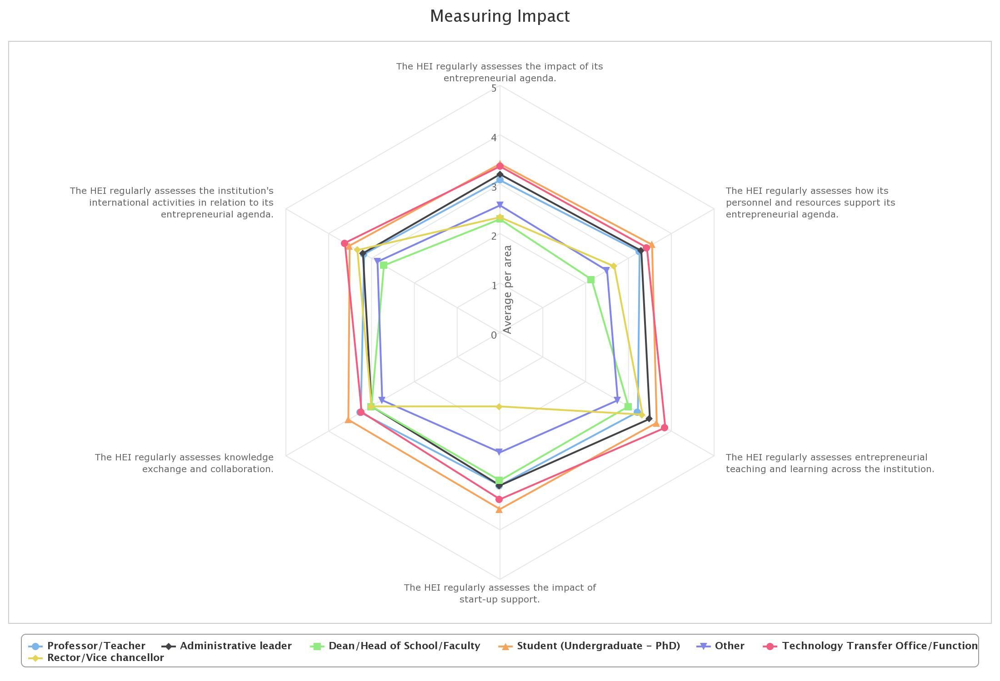 Measuring Impact
The HEI regularly assesses the impact of its
entrepreneurial agenda.
5
4
3
2
1
0
Average per area
The HEI regularly assesses how its
personnel and resources support its
entrepreneurial agenda.
The HEI regularly assesses entrepreneurial
teaching and learning across the institution.
The HEI regularly assesses the impact of
start-up support.
The HEI regularly assesses knowledge
exchange and collaboration.
The HEI regularly assesses the institution's
international activities in relation to its
entrepreneurial agenda.
Professor/Teacher Administrative leader Dean/Head of School/Faculty Student (Undergraduate – PhD) Other Technology Transfer Office/Function
Rector/Vice chancellor